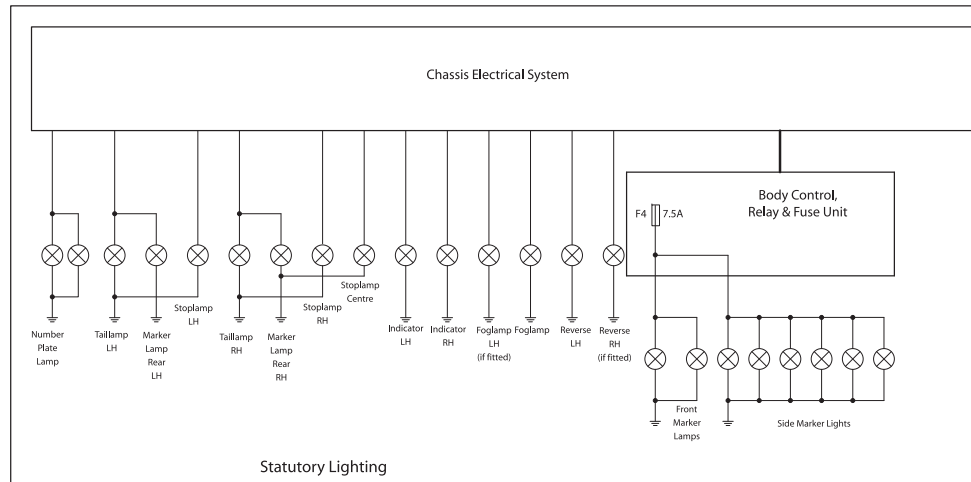 Chassis Electrical System
Body Control,
Relay & Fuse Unit
F4
7.5A
Number
Plate
Lamp
Taillamp
LH
Marker
Lamp
Rear
LH
Stoplamp
LH
Taillamp
RH
Marker
Lamp
Rear
RH
Stoplamp
RH
Stoplamp
Centre
Indicator
LH
Indicator
RH
Foglamp
LH
(if fitted)
Foglamp
Reverse
LH
Reverse
RH
(if fitted)
Front
Marker
Lamps
Side Marker Lights
Statutory Lighting